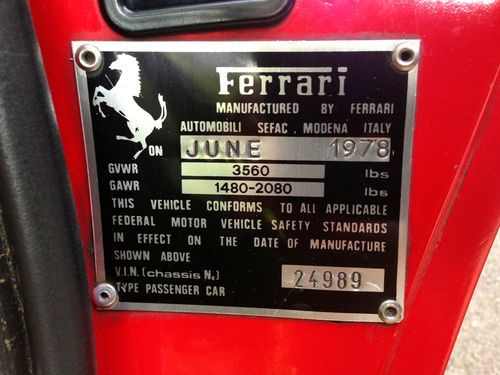 Ferrari
MANUFACTURED BY FERRARI
AUTOMOBILI SEFAC, MODENA ITALY
ON JUNE 1978
GVWR 3560 lbs
GAWR 1480-2080 lbs
THIS VEHICLE CONFORMS TO ALL APPLICABLE
FEDERAL MOTOR VEHICLE SAFETY STANDARDS
IN EFFECT ON THE DATE OF MANUFACTURE
SHOWN ABOVE
V.I.N. (chassis Ns) 24989
TYPE PASSENGER CAR